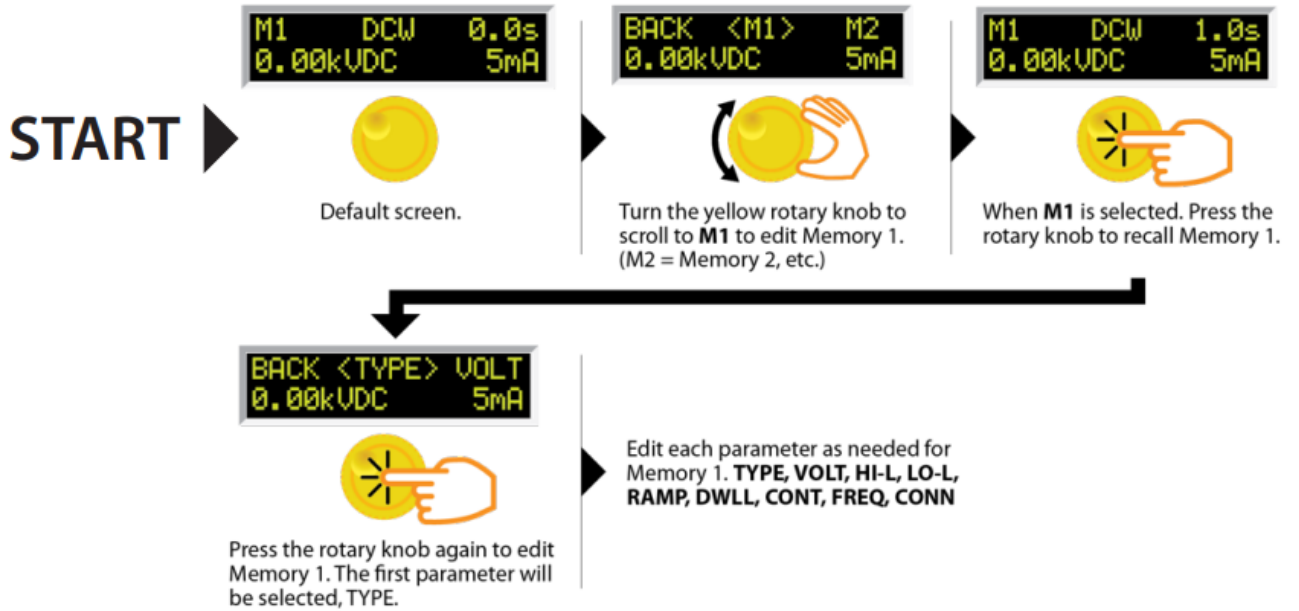 START
M1 DCW 0.0s
0.00kVDC 5mA
Default screen.
BACK <M1> M2
0.00kVDC 5mA
Turn the yellow rotary knob to
scroll to M1 to edit Memory 1.
(M2 = Memory 2, etc.)
M1 DCW 1.0s
0.00kVDC 5mA
When M1 is selected. Press the
rotary knob to recall Memory 1.
BACK <TYPE> VOLT
0.00kVDC 5mA
Press the rotary knob again to edit
Memory 1. The first parameter will
be selected, TYPE.
Edit each parameter as needed for
Memory 1. TYPE, VOLT, HI-L, LO-L,
RAMP, DWLL, CONT, FREQ, CONN